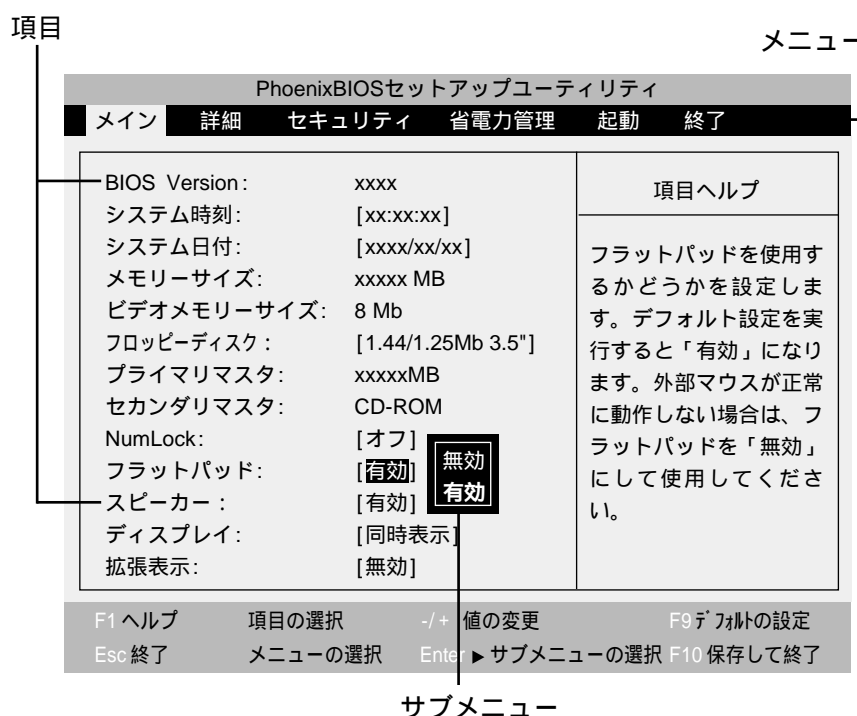 項目
メニュー
PhoenixBIOSセットアップユーティリティ
メイン 詳細 セキュリティ 省電力管理 起動 終了
BIOS Version: xxxx
システム時刻: [xx:xx:xx]
システム日付: [xxxx/xx/xx]
メモリーサイズ: xxxxx MB
ビデオメモリーサイズ: 8 Mb
フロッピーディスク: [1.44/1.25Mb 3.5"]
プライマリマスタ: xxxxxMB
セカンダリマスタ: CD-ROM
NumLock: [オフ]
フラットパッド: [有効]
スピーカー: [有効]
ディスプレイ: [同時表示]
拡張表示: [無効]
無効
有効
項目ヘルプ
フラットパッドを使用す
るかどうかを設定しま
す。デフォルト設定を実
行すると「有効」になり
ます。外部マウスが正常
に動作しない場合は、フ
ラットパッドを「無効」
にして使用してくださ
い。
F1 ヘルプ 項目の選択 -/+ 値の変更 F9 デフォルトの設定
Esc 終了 メニューの選択 Enter ▶ サブメニューの選択 F10 保存して終了
サブメニュー